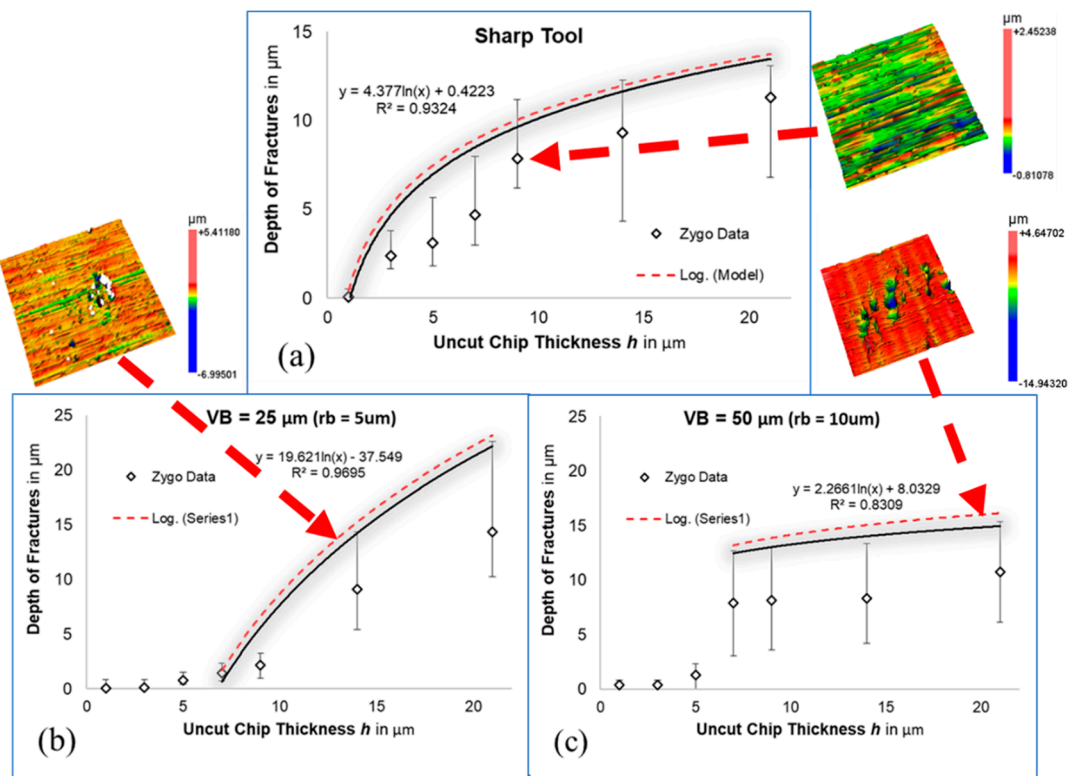 Sharp Tool
y = 4.377ln(x) + 0.4223
R² = 0.9324
Depth of Fractures in µm
15
10
5
0
Zygo Data
Log. (Model)
0 5 10 15 20
Uncut Chip Thickness h in µm
(a)
µm
+2.45238
-0.81078
µm
+5.41180
-6.99501
µm
+4.64702
-14.94320
VB = 25 µm (rb = 5um)
y = 19.621ln(x) - 37.549
R² = 0.9695
Depth of Fractures in µm
25
20
15
10
5
0
Zygo Data
Log. (Series1)
0 5 10 15 20
Uncut Chip Thickness h in µm
(b)
VB = 50 µm (rb = 10um)
y = 2.2661ln(x) + 8.0329
R² = 0.8309
Depth of Fractures in µm
25
20
15
10
5
0
Zygo Data
Log. (Series1)
0 5 10 15 20
Uncut Chip Thickness h in µm
(c)